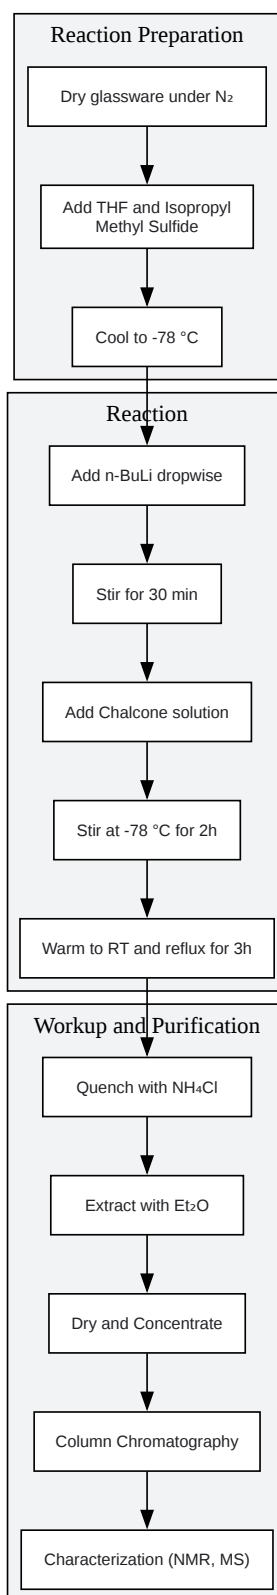 Reaction Preparation
Dry glassware under N₂
Add THF and Isopropyl
Methyl Sulfide
Cool to -78 °C
Reaction
Add n-BuLi dropwise
Stir for 30 min
Add Chalcone solution
Stir at -78 °C for 2h
Warm to RT and reflux for 3h
Workup and Purification
Quench with NH₄Cl
Extract with Et₂O
Dry and Concentrate
Column Chromatography
Characterization (NMR, MS)